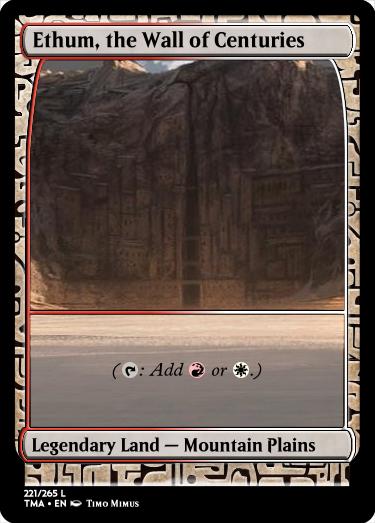 Ethum, the Wall of Centuries
(: Add or .)
Legendary Land — Mountain Plains
221/265 L
TMA • EN Timo Mimus